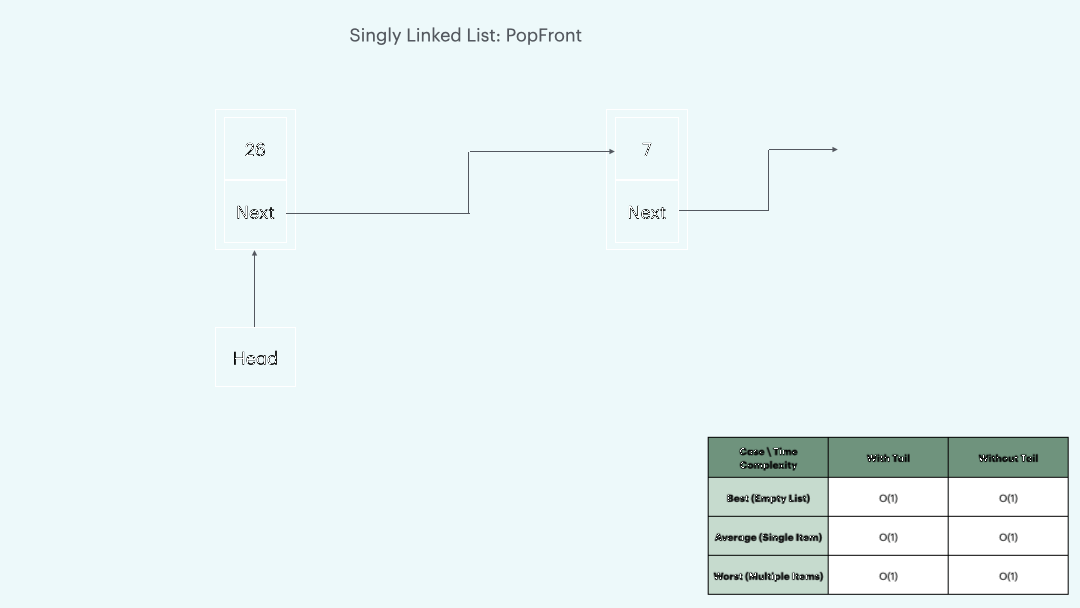 Singly Linked List: PopFront
26
7
Next
Next
Head
Case \ Time
Complexity
With Tail
Without Tail
Best (Empty List)
O(1)
O(1)
Average (Single Item)
O(1)
O(1)
Worst (Multiple Items)
O(1)
O(1)